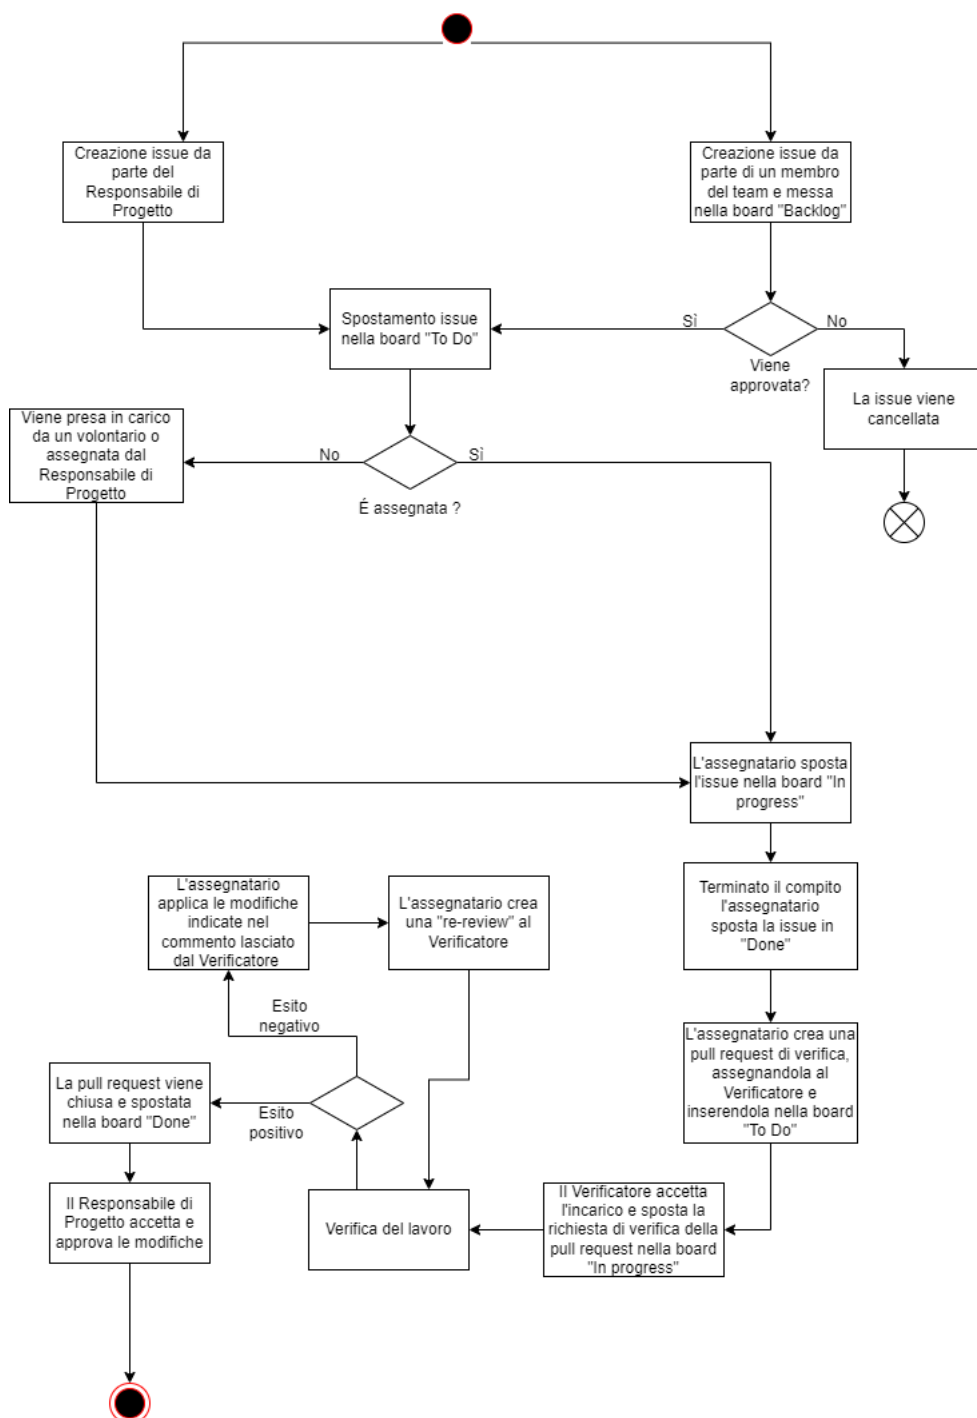 Creazione issue da
parte del
Responsabile di
Progetto
Creazione issue da
parte di un membro
del team e messa
nella board "Backlog"
Spostamento issue
nella board "To Do"
Sì
No
Viene
approvata?
La issue viene
cancellata
Viene presa in carico
da un volontario o
assegnata dal
Responsabile di
Progetto
No
Sì
É assegnata ?
L'assegnatario sposta
l'issue nella board "In
progress"
Terminato il compito
l'assegnatario
sposta la issue in
"Done"
L'assegnatario crea una
pull request di verifica,
assegnandola al
Verificatore e
inserendola nella board
"To Do"
Il Verificatore accetta
l'incarico e sposta la
richiesta di verifica della
pull request nella board
"In progress"
Verifica del lavoro
Esito
negativo
L'assegnatario
applica le modifiche
indicate nel
commento lasciato
dal Verificatore
L'assegnatario crea
una "re-review" al
Verificatore
Esito
positivo
La pull request viene
chiusa e spostata
nella board "Done"
Il Responsabile di
Progetto accetta e
approva le modifiche